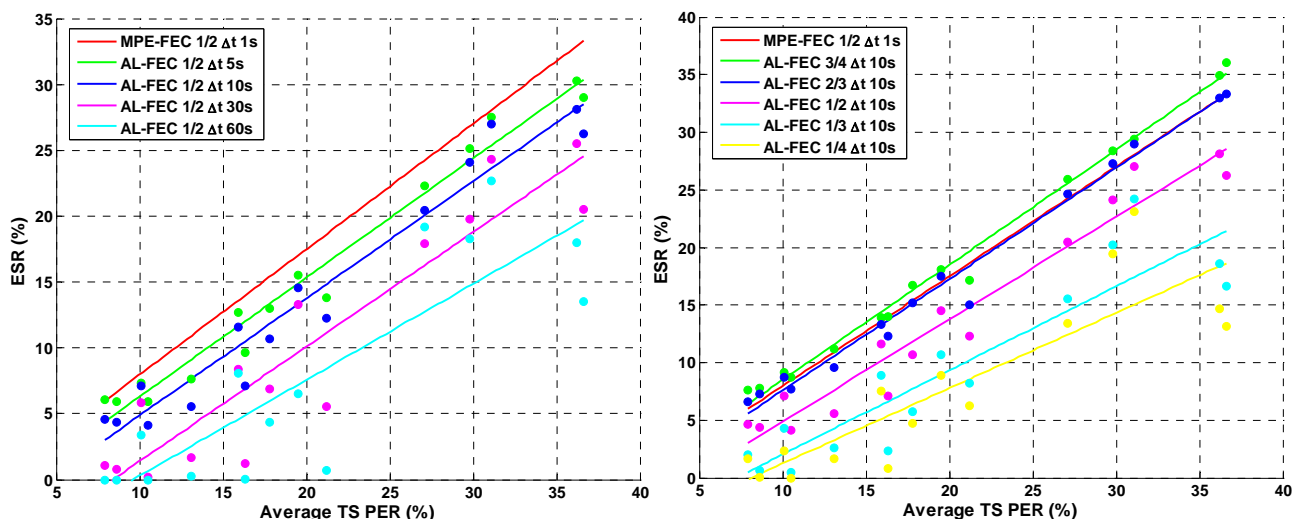 35
30
25
20
15
10
5
0
ESR (%)
MPE-FEC 1/2 Δt 1s
AL-FEC 1/2 Δt 5s
AL-FEC 1/2 Δt 10s
AL-FEC 1/2 Δt 30s
AL-FEC 1/2 Δt 60s
5 10 15 20 25 30 35 40
Average TS PER (%)
40
35
30
25
20
15
10
5
0
ESR (%)
MPE-FEC 1/2 Δt 1s
AL-FEC 3/4 Δt 10s
AL-FEC 2/3 Δt 10s
AL-FEC 1/2 Δt 10s
AL-FEC 1/3 Δt 10s
AL-FEC 1/4 Δt 10s
5 10 15 20 25 30 35 40
Average TS PER (%)